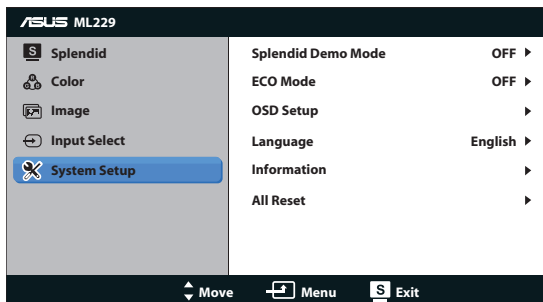 ASUS ML229
S Splendid
Color
Image
Input Select
System Setup
Splendid Demo Mode OFF
ECO Mode OFF
OSD Setup
Language English
Information
All Reset
Move Menu S Exit